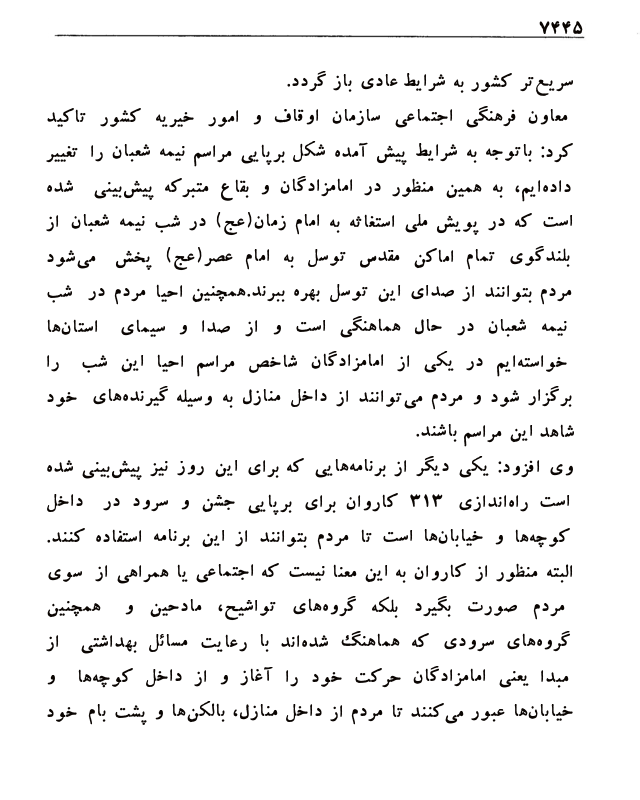 ۷۴۴۵
سریع‌تر کشور به شرایط عادی باز گردد.
معاون فرهنگی اجتماعی سازمان اوقاف و امور خیریه کشور تاکید
کرد: باتوجه به شرایط پیش آمده شکل برپایی مراسم نیمه شعبان را تغییر
داده‌ایم، به همین منظور در امامزادگان و بقاع متبرکه پیش‌بینی شده
است که در پویش ملی استغاثه به امام زمان(عج) در شب نیمه شعبان از
بلندگوی تمام اماکن مقدس توسل به امام عصر(عج) پخش می‌شود
مردم بتوانند از صدای این توسل بهره ببرند.همچنین احیا مردم در شب
نیمه شعبان در حال هماهنگی است و از صدا و سیمای استان‌ها
خواسته‌ایم در یکی از امامزادگان شاخص مراسم احیا این شب را
برگزار شود و مردم می‌توانند از داخل منازل به وسیله گیرنده‌های خود
شاهد این مراسم باشند.
وی افزود: یکی دیگر از برنامه‌هایی که برای این روز نیز پیش‌بینی شده
است راه‌اندازی ۳۱۳ کاروان برای برپایی جشن و سرود در داخل
کوچه‌ها و خیابان‌ها است تا مردم بتوانند از این برنامه استفاده کنند.
البته منظور از کاروان به این معنا نیست که اجتماعی یا همراهی از سوی
مردم صورت بگیرد بلکه گروه‌های تواشیح، مادحین و همچنین
گروه‌های سرودی که هماهنگ شده‌اند با رعایت مسائل بهداشتی از
مبدا یعنی امامزادگان حرکت خود را آغاز و از داخل کوچه‌ها و
خیابان‌ها عبور می‌کنند تا مردم از داخل منازل، بالکن‌ها و پشت بام خود